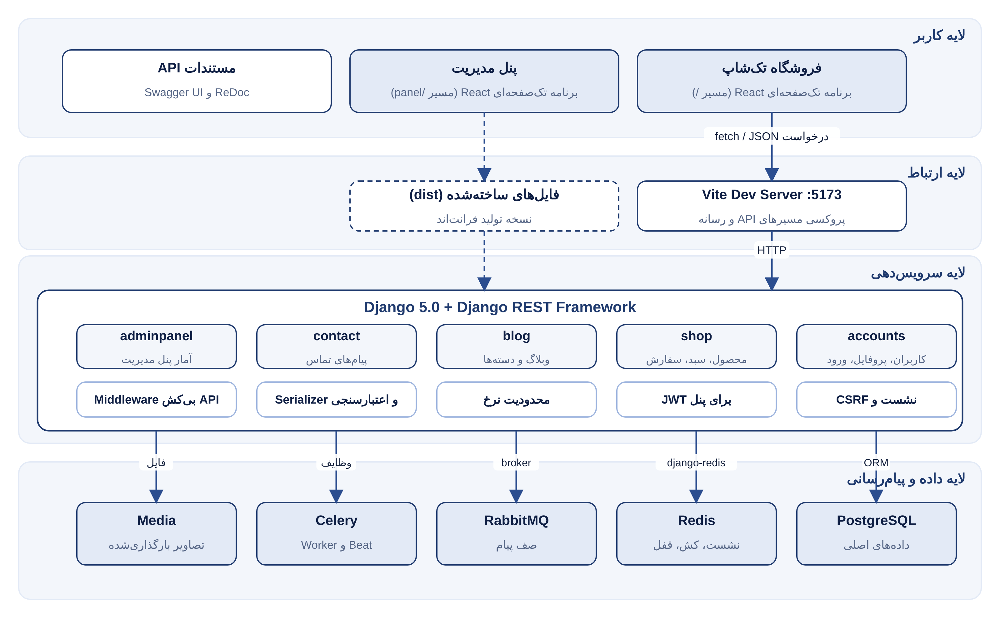 لایه کاربر
فروشگاه تک‌شاپ
برنامه تک‌صفحه‌ای React (مسیر /)
پنل مدیریت
برنامه تک‌صفحه‌ای React (مسیر /panel)
مستندات API
Swagger UI و ReDoc
درخواست fetch / JSON
لایه ارتباط
Vite Dev Server :5173
پروکسی مسیرهای API و رسانه
فایل‌های ساخته‌شده (dist)
نسخه تولید فرانت‌اند
HTTP
لایه سرویس‌دهی
Django 5.0 + Django REST Framework
accounts
کاربران، پروفایل، ورود
shop
محصول، سبد، سفارش
blog
وبلاگ و دسته‌ها
contact
پیام‌های تماس
adminpanel
آمار پنل مدیریت
نشست و CSRF
JWT برای پنل
محدودیت نرخ
Serializer و اعتبارسنجی
Middleware بی‌کش API
ORM
django-redis
broker
وظایف
فایل
لایه داده و پیام‌رسانی
PostgreSQL
داده‌های اصلی
Redis
نشست، کش، قفل
RabbitMQ
صف پیام
Celery
Worker و Beat
Media
تصاویر بارگذاری‌شده